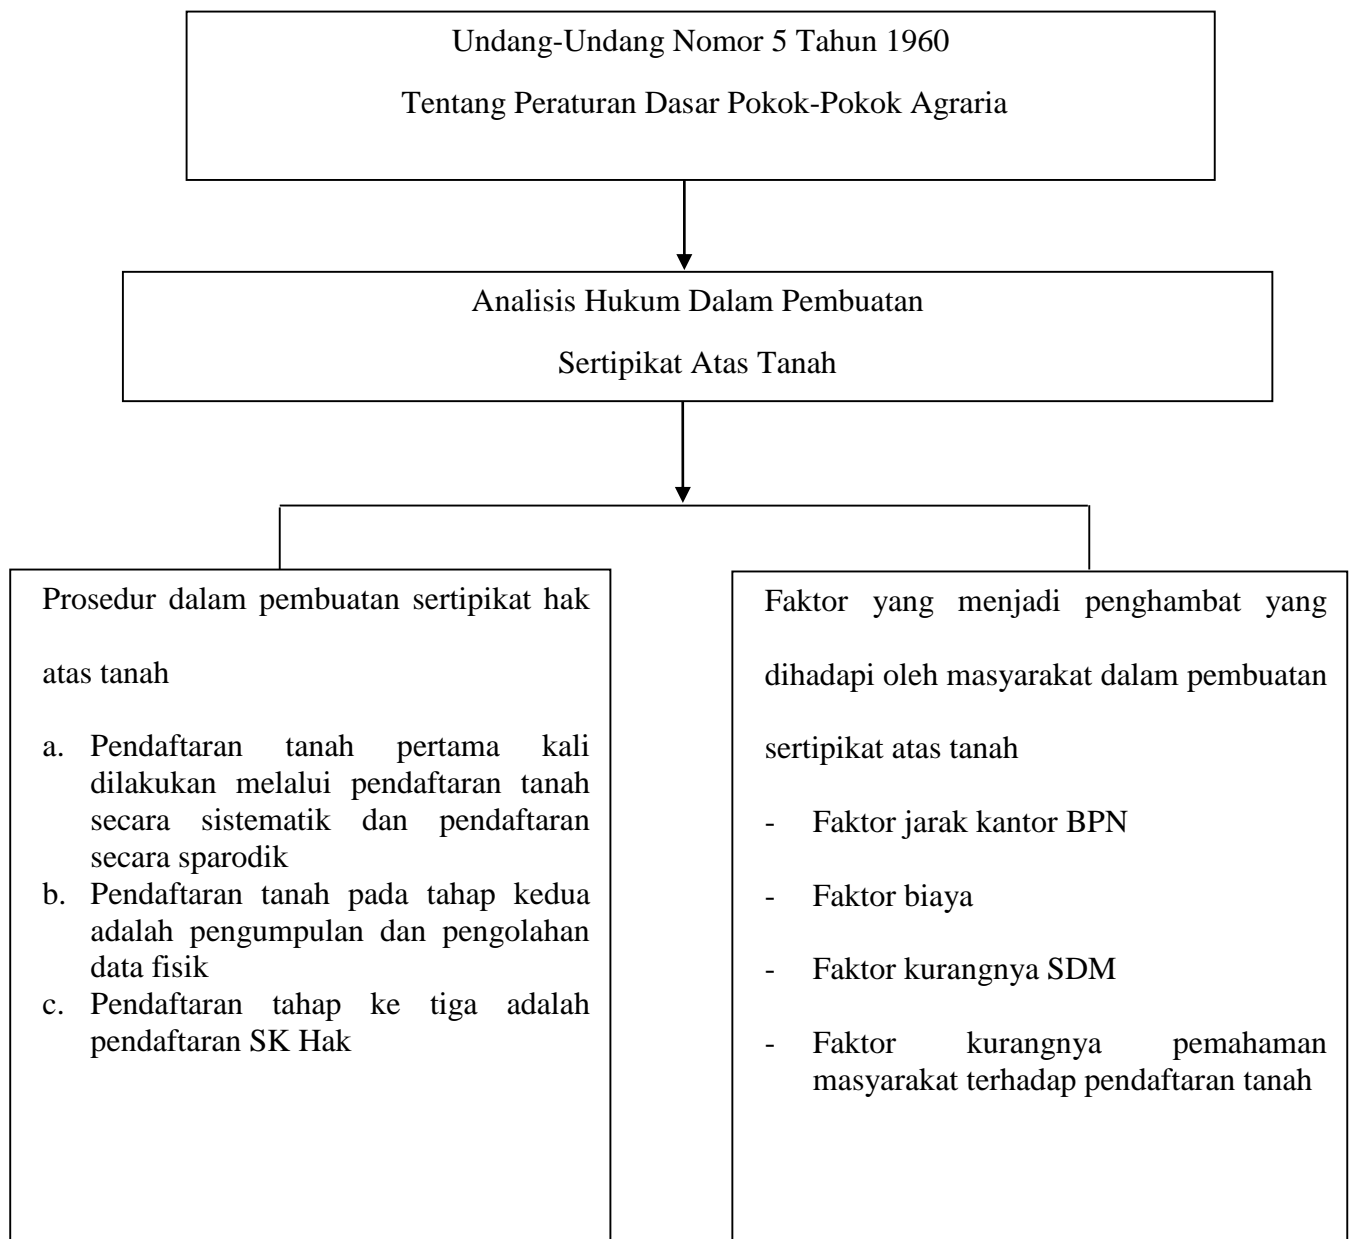 Undang-Undang Nomor 5 Tahun 1960
Tentang Peraturan Dasar Pokok-Pokok Agraria
Analisis Hukum Dalam Pembuatan
Sertipikat Atas Tanah
Prosedur dalam pembuatan sertipikat hak
atas tanah
a. Pendaftaran tanah pertama kali
dilakukan melalui pendaftaran tanah
secara sistematik dan pendaftaran
secara sparodik
b. Pendaftaran tanah pada tahap kedua
adalah pengumpulan dan pengolahan
data fisik
c. Pendaftaran tahap ke tiga adalah
pendaftaran SK Hak
Faktor yang menjadi penghambat yang
dihadapi oleh masyarakat dalam pembuatan
sertipikat atas tanah
- Faktor jarak kantor BPN
- Faktor biaya
- Faktor kurangnya SDM
- Faktor kurangnya pemahaman
masyarakat terhadap pendaftaran tanah